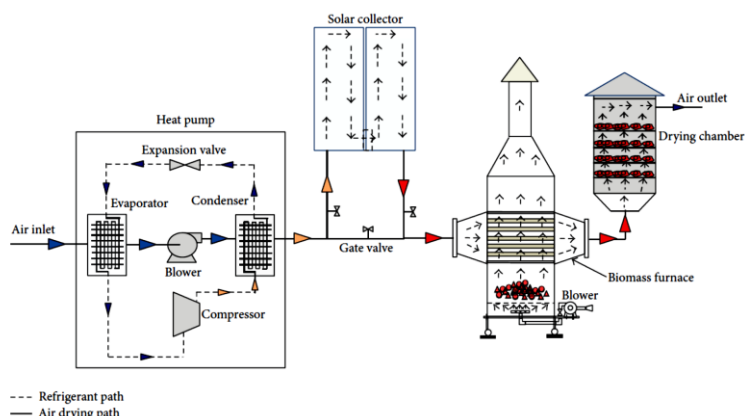 Solar collector
Air outlet
Heat pump
Drying chamber
Expansion valve
Evaporator
Condenser
Air inlet
Gate valve
Blower
Biomass furnace
Blower
Compressor
Refrigerant path
Air drying path